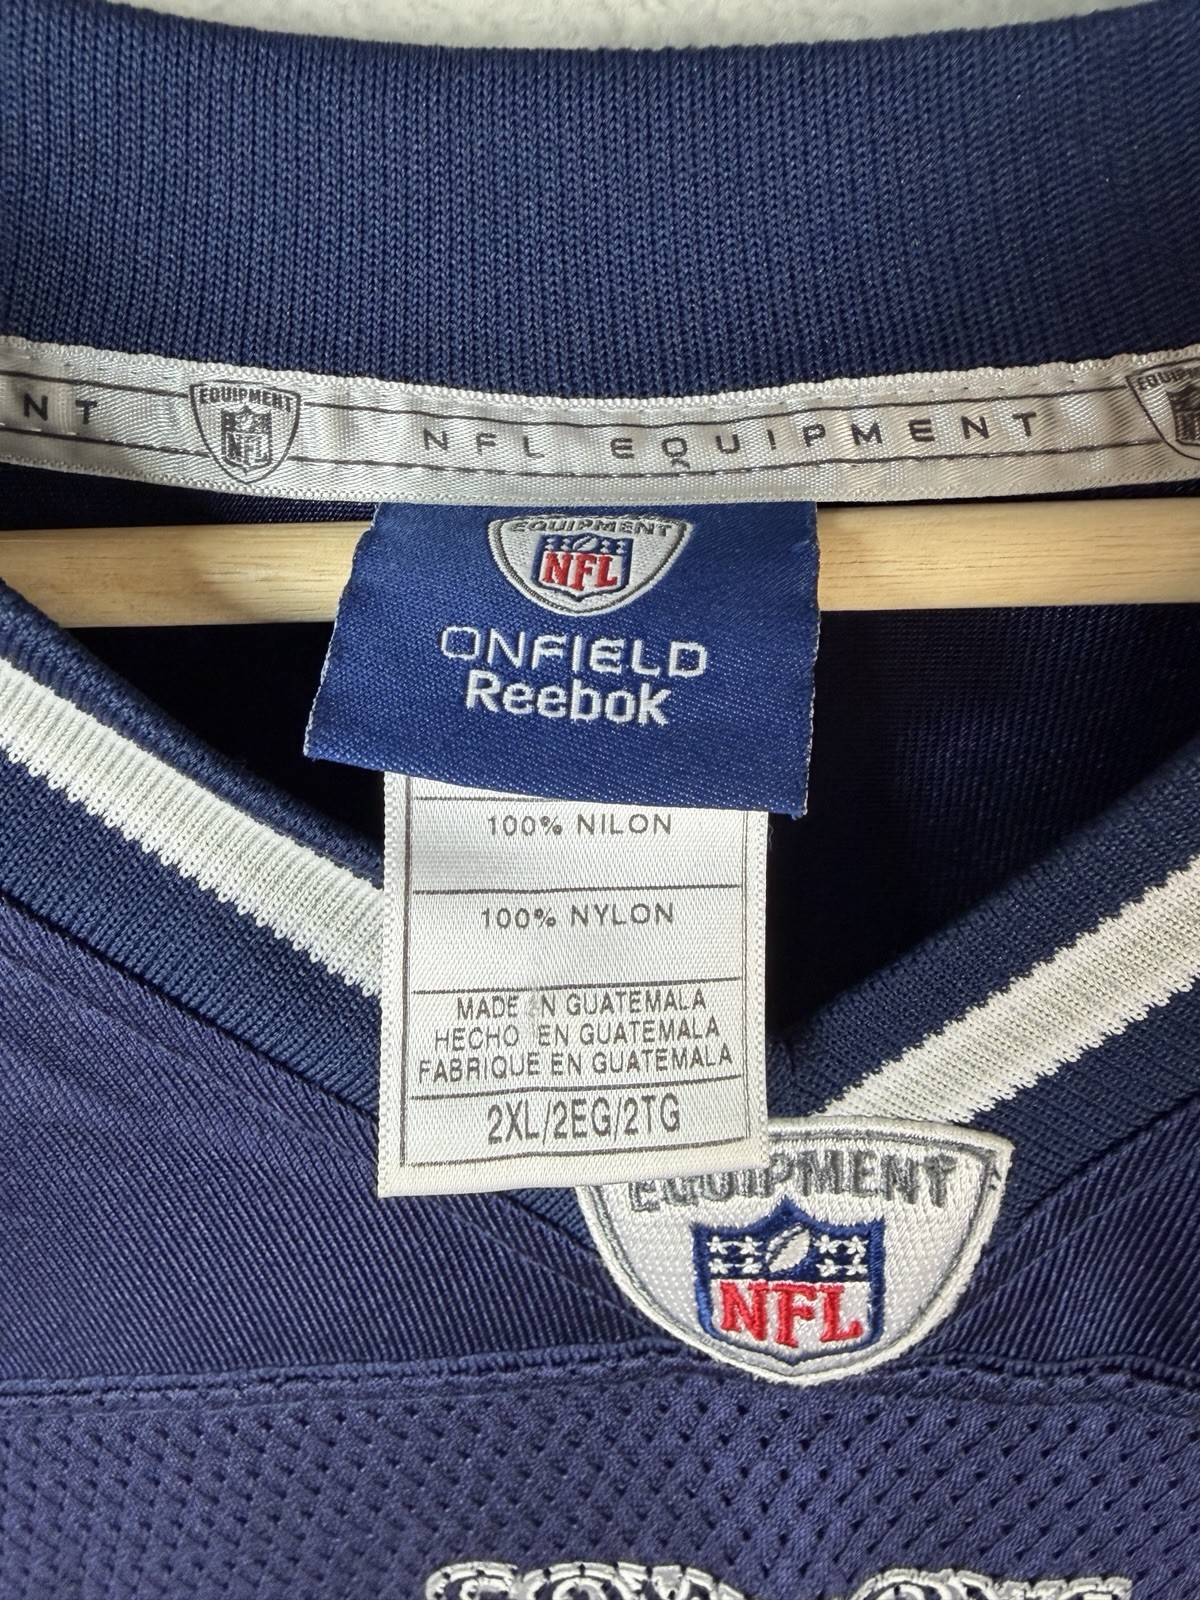 NT
EQUIPMENT
NFL
NFL EQUIPMENT
EQUIPMENT
NFL
ONFIELD
Reebok
100% NILON
100% NYLON
MADE IN GUATEMALA
HECHO EN GUATEMALA
FABRIQUE EN GUATEMALA
2XL/2EG/2TG
EQUIPMENT
NFL